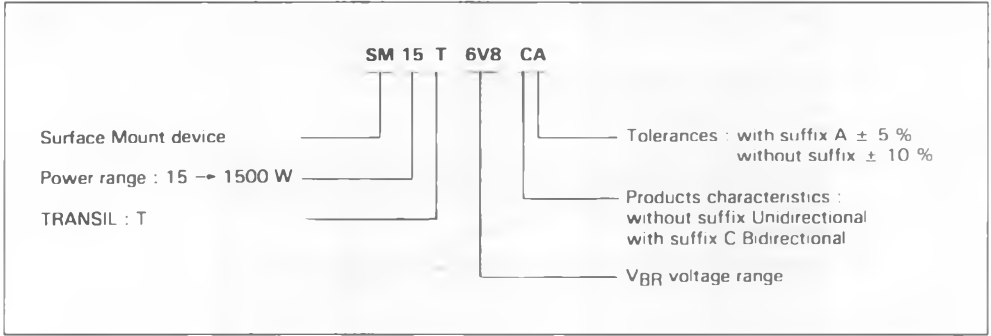 SM 15 T 6V8 CA
Surface Mount device
Power range : 15 → 1500 W
TRANSIL : T
Tolerances : with suffix A ± 5 %
without suffix ± 10 %
Products characteristics :
without suffix Unidirectional
with suffix C Bidirectional
VBR voltage range